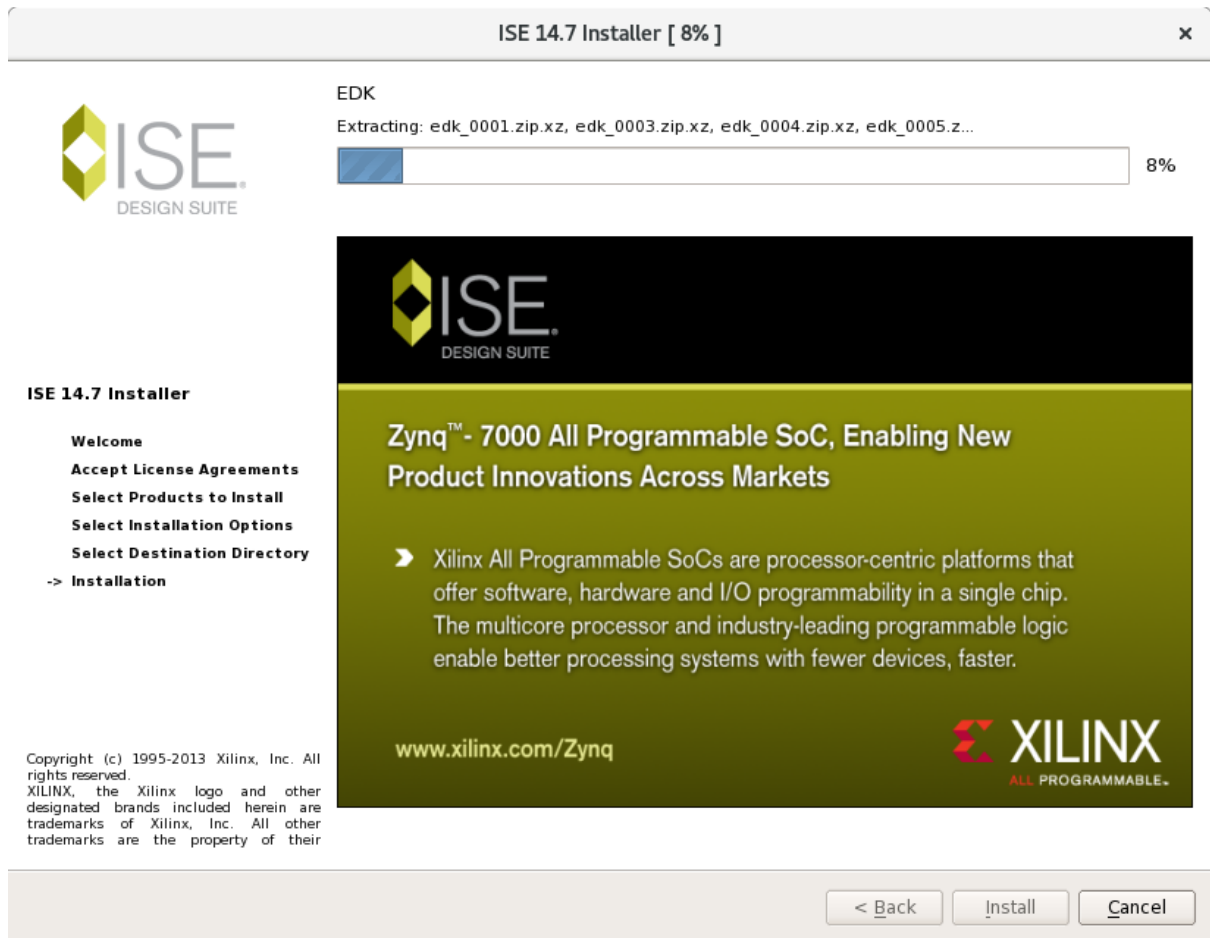 ISE 14.7 Installer [ 8% ]
×
ISE®
DESIGN SUITE
EDK
Extracting: edk_0001.zip.xz, edk_0003.zip.xz, edk_0004.zip.xz, edk_0005.z...
8%
ISE 14.7 Installer
Welcome
Accept License Agreements
Select Products to Install
Select Installation Options
Select Destination Directory
-> Installation
Copyright (c) 1995-2013 Xilinx, Inc. All
rights reserved.
XILINX, the Xilinx logo and other
designated brands included herein are
trademarks of Xilinx, Inc. All other
trademarks are the property of their
ISE®
DESIGN SUITE
Zynq™- 7000 All Programmable SoC, Enabling New
Product Innovations Across Markets
Xilinx All Programmable SoCs are processor-centric platforms that
offer software, hardware and I/O programmability in a single chip.
The multicore processor and industry-leading programmable logic
enable better processing systems with fewer devices, faster.
www.xilinx.com/Zynq
XILINX
ALL PROGRAMMABLE™
< Back
Install
Cancel